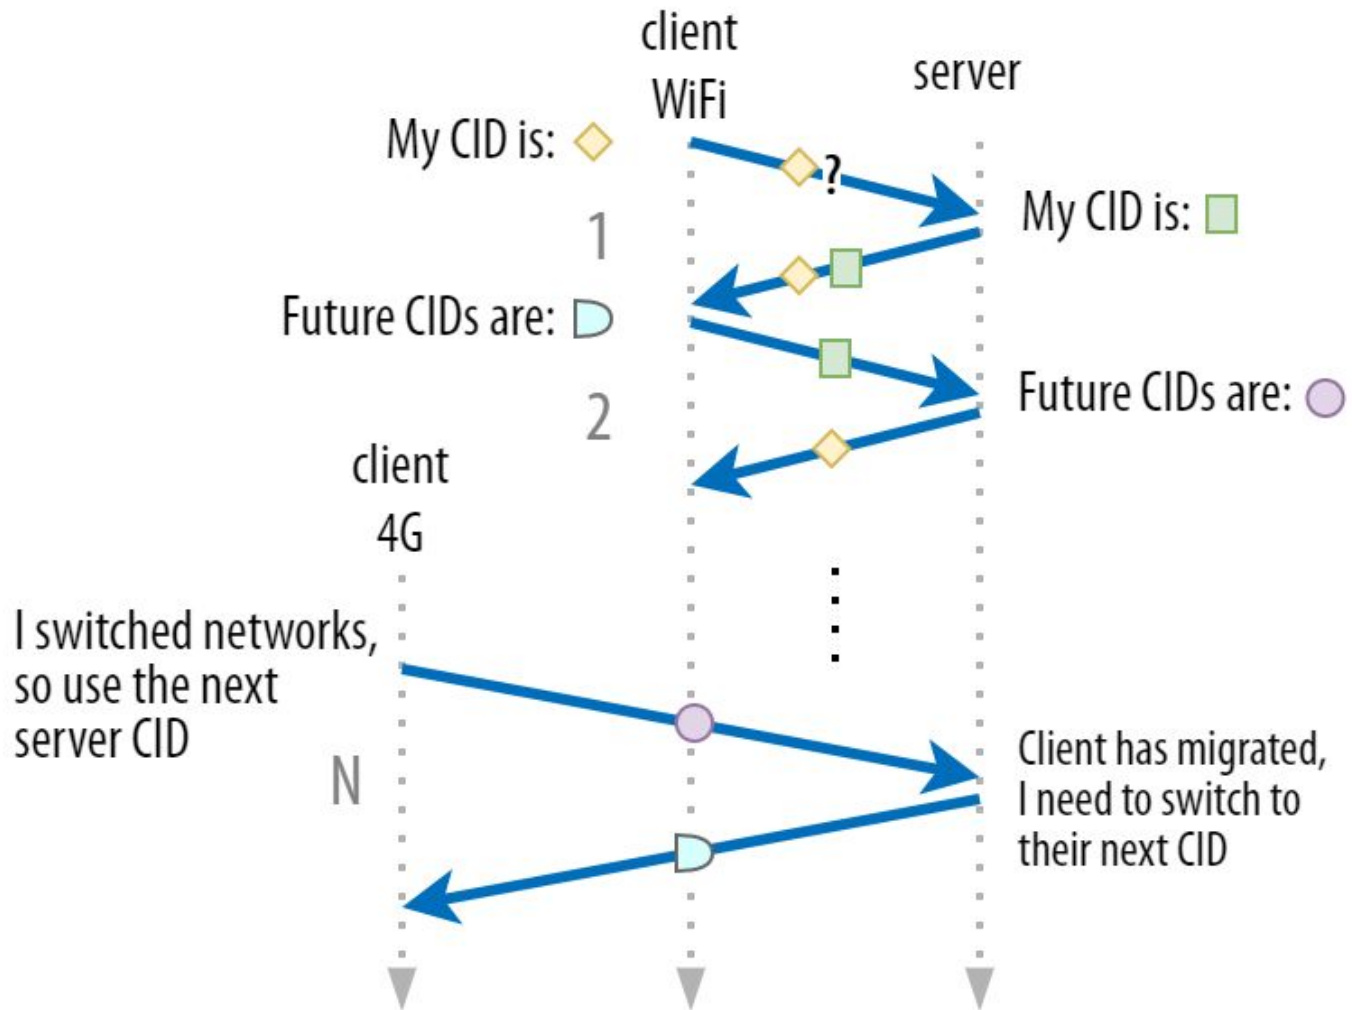 client
WiFi
server
My CID is:
?
My CID is:
1
Future CIDs are:
Future CIDs are:
2
client
4G
I switched networks,
so use the next
server CID
N
Client has migrated,
I need to switch to
their next CID